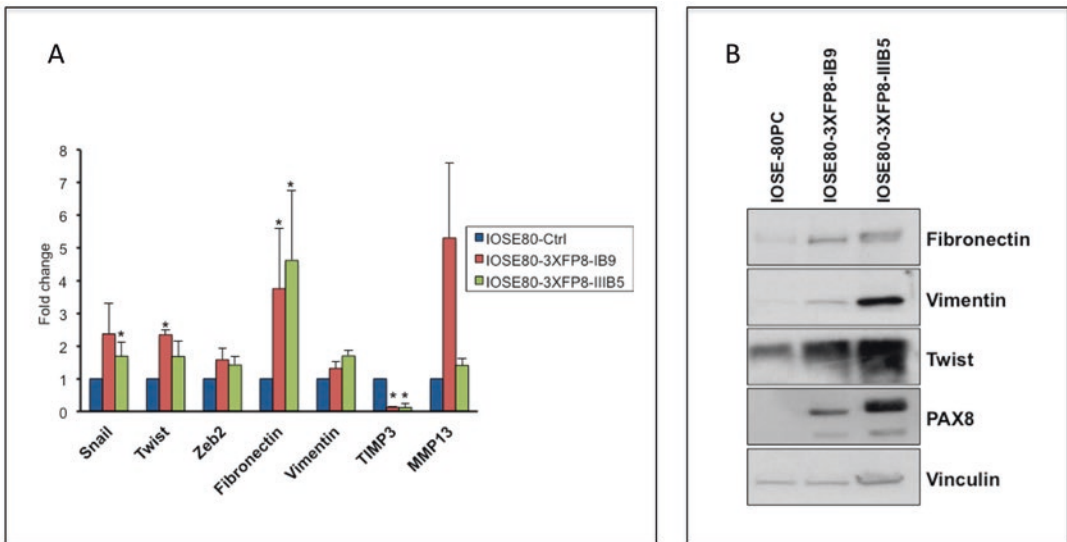 A
Fold change
8
7
6
5
4
3
2
1
0
*
*
*
*
* *
IOSE80-Ctrl
IOSE80-3XFP8-IB9
IOSE80-3XFP8-IIIB5
Snail
Twist
Zeb2
Fibronectin
Vimentin
TIMP3
MMP13
B
IOSE-80PC
IOSE80-3XFP8-IB9
IOSE80-3XFP8-IIIB5
Fibronectin
Vimentin
Twist
PAX8
Vinculin